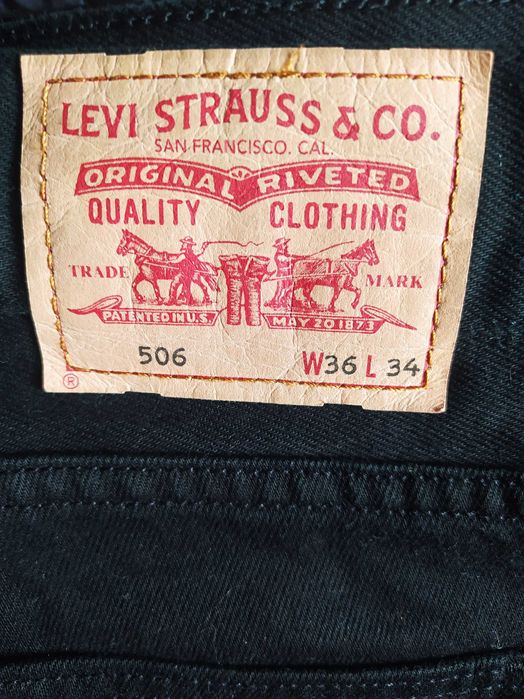 LEVI STRAUSS & CO.
SAN FRANCISCO. CAL.
ORIGINAL RIVETED
QUALITY CLOTHING
TRADE MARK
PATENTED IN U.S. MAY 20 1873
506 W36 L 34
®